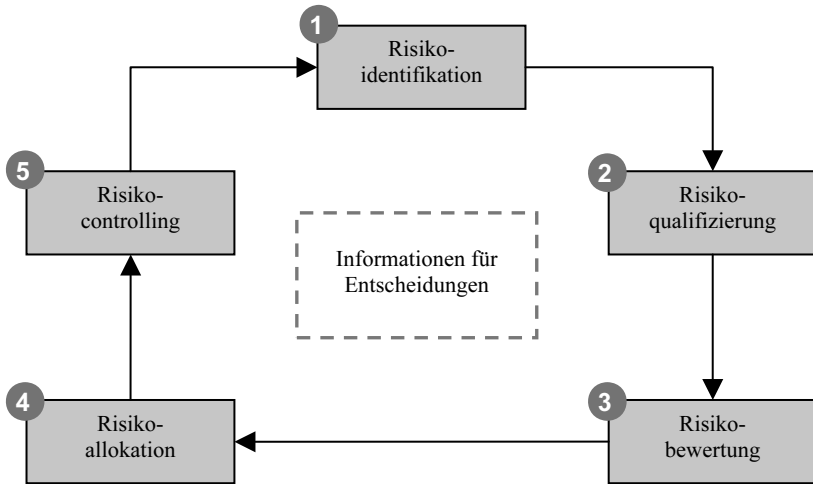 1
Risiko-
identifikation
2
Risiko-
qualifizierung
3
Risiko-
bewertung
4
Risiko-
allokation
5
Risiko-
controlling
Informationen für
Entscheidungen